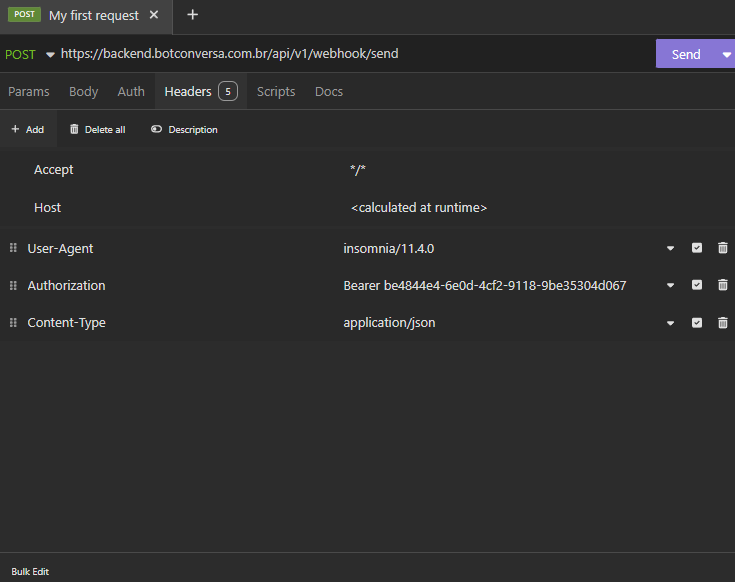 POST My first request
POST https://backend.botconversa.com.br/api/v1/webhook/send Send
Params Body Auth Headers 5 Scripts Docs
+ Add Delete all Description
Accept */*
Host <calculated at runtime>
User-Agent insomnia/11.4.0
Authorization Bearer be4844e4-6e0d-4cf2-9118-9be35304d067
Content-Type application/json
Bulk Edit